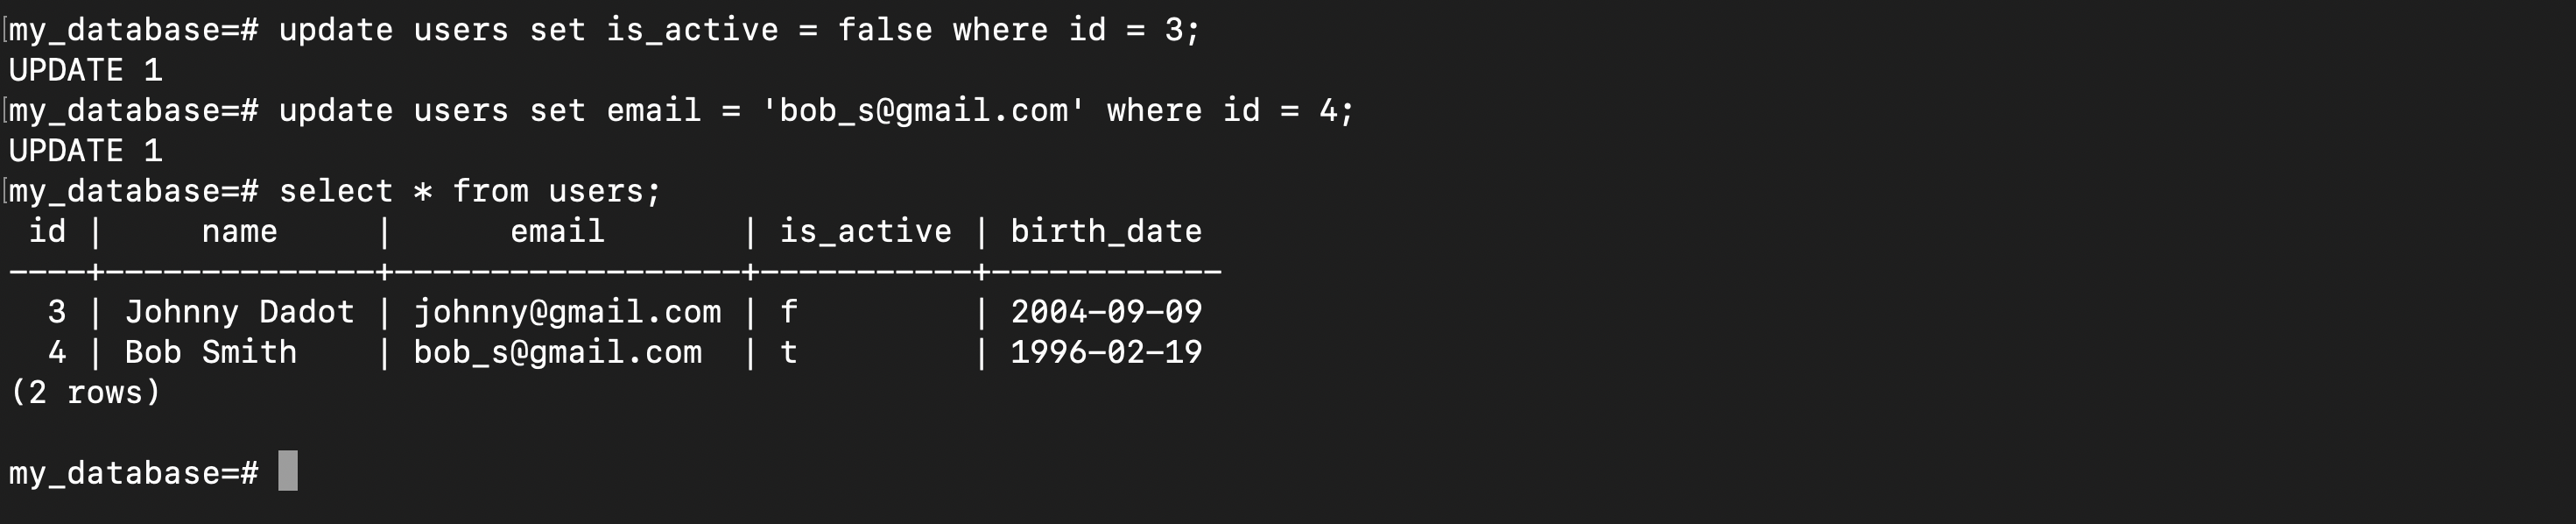 my_database=# update users set is_active = false where id = 3;
UPDATE 1
my_database=# update users set email = 'bob_s@gmail.com' where id = 4;
UPDATE 1
my_database=# select * from users;
 id |     name     |      email      | is_active | birth_date
----+--------------+-----------------+-----------+------------
  3 | Johnny Dadot | johnny@gmail.com | f         | 2004-09-09
  4 | Bob Smith    | bob_s@gmail.com  | t         | 1996-02-19
(2 rows)
my_database=#